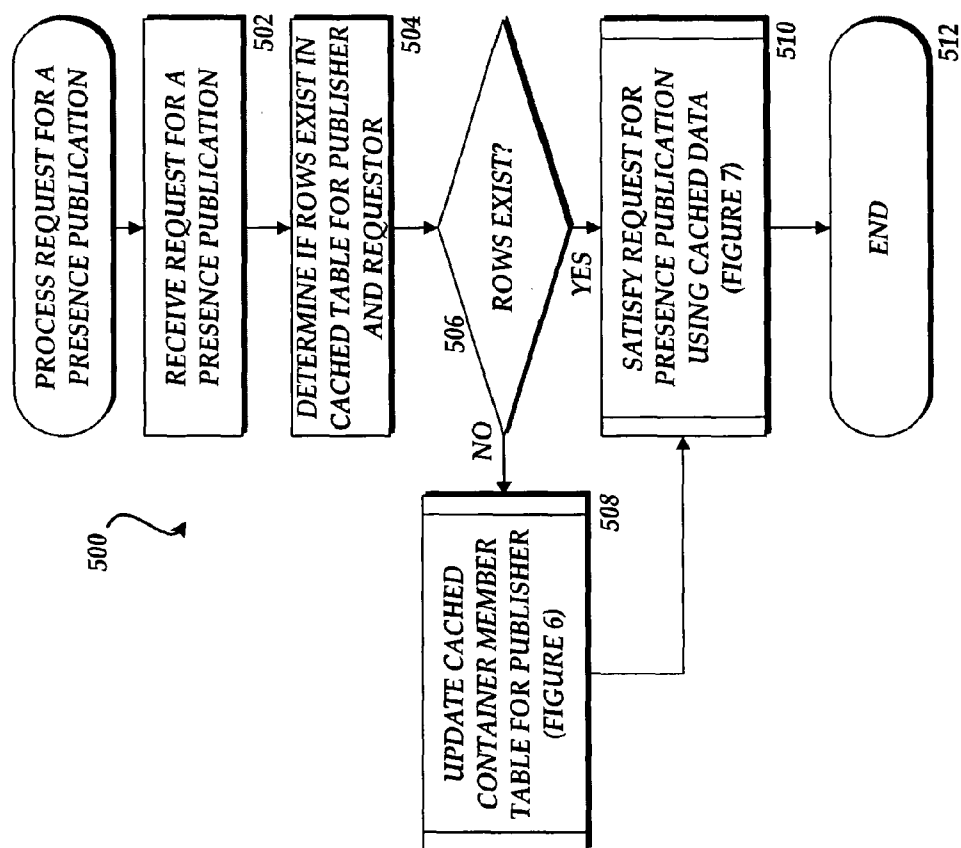 500
PROCESS REQUEST FOR A
PRESENCE PUBLICATION
RECEIVE REQUEST FOR A
PRESENCE PUBLICATION
502
DETERMINE IF ROWS EXIST IN
CACHED TABLE FOR PUBLISHER
AND REQUESTOR
504
506
ROWS EXIST?
NO
YES
UPDATE CACHED
CONTAINER MEMBER
TABLE FOR PUBLISHER
(FIGURE 6)
508
SATISFY REQUEST FOR
PRESENCE PUBLICATION
USING CACHED DATA
(FIGURE 7)
510
END
512